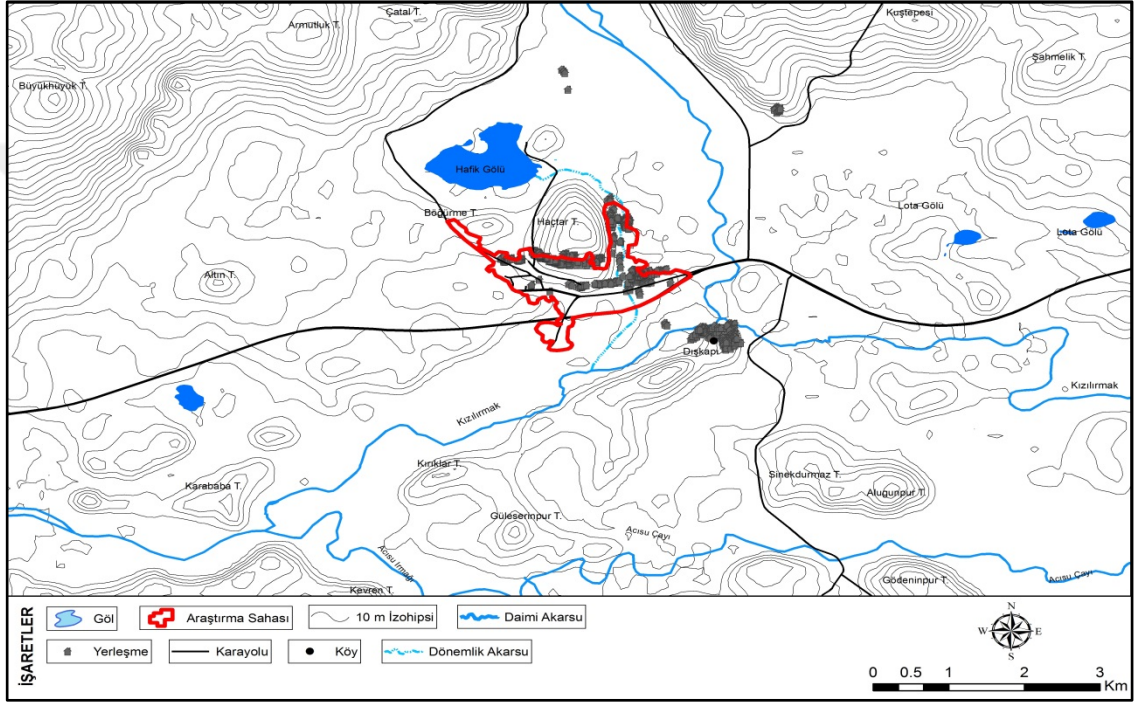 Çatal T.
Armutluk T.
Kuştepesi
Şahmelik T.
Büyükhüyük T.
Hafik Gölü
Böğürme T.
Haçtar T.
Lota Gölü
Lota Gölü
Altın T.
Dışkapı
Kızılırmak
Kızılırmak
Kırıklar T.
Karababa T.
Sinekdurmaz T.
Alugunpur T.
Güleserinpur T.
Acısu Çayı
Acısu Irmağı
Acısu Çayı
Kevren T.
Gödeninpur T.
İŞARETLER
Göl
Araştırma Sahası
10 m İzohipsi
Daimi Akarsu
Yerleşme
Karayolu
Köy
Dönemlik Akarsu
N
W E
S
0 0.5 1 2 3
Km